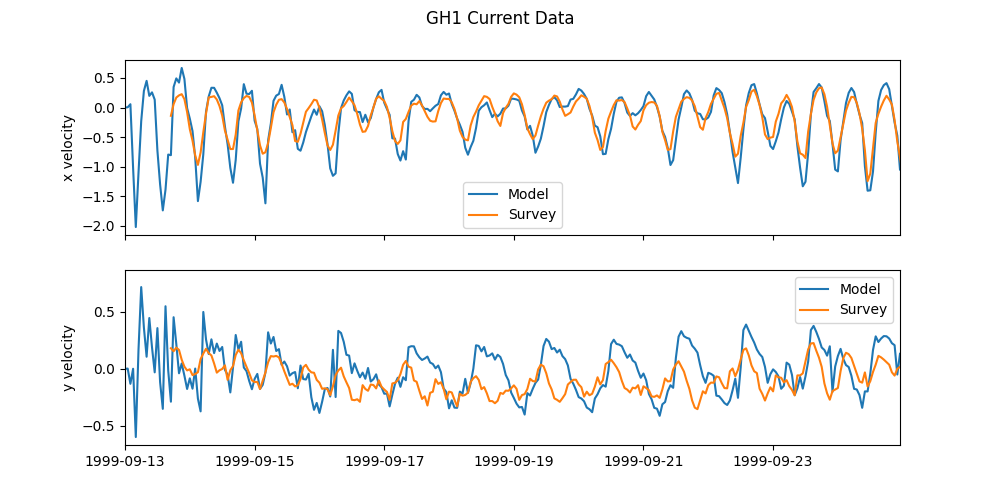 GH1 Current Data
x velocity
0.5
0.0
−0.5
−1.0
−1.5
−2.0
Model
Survey
y velocity
0.5
0.0
−0.5
Model
Survey
1999-09-13
1999-09-15
1999-09-17
1999-09-19
1999-09-21
1999-09-23